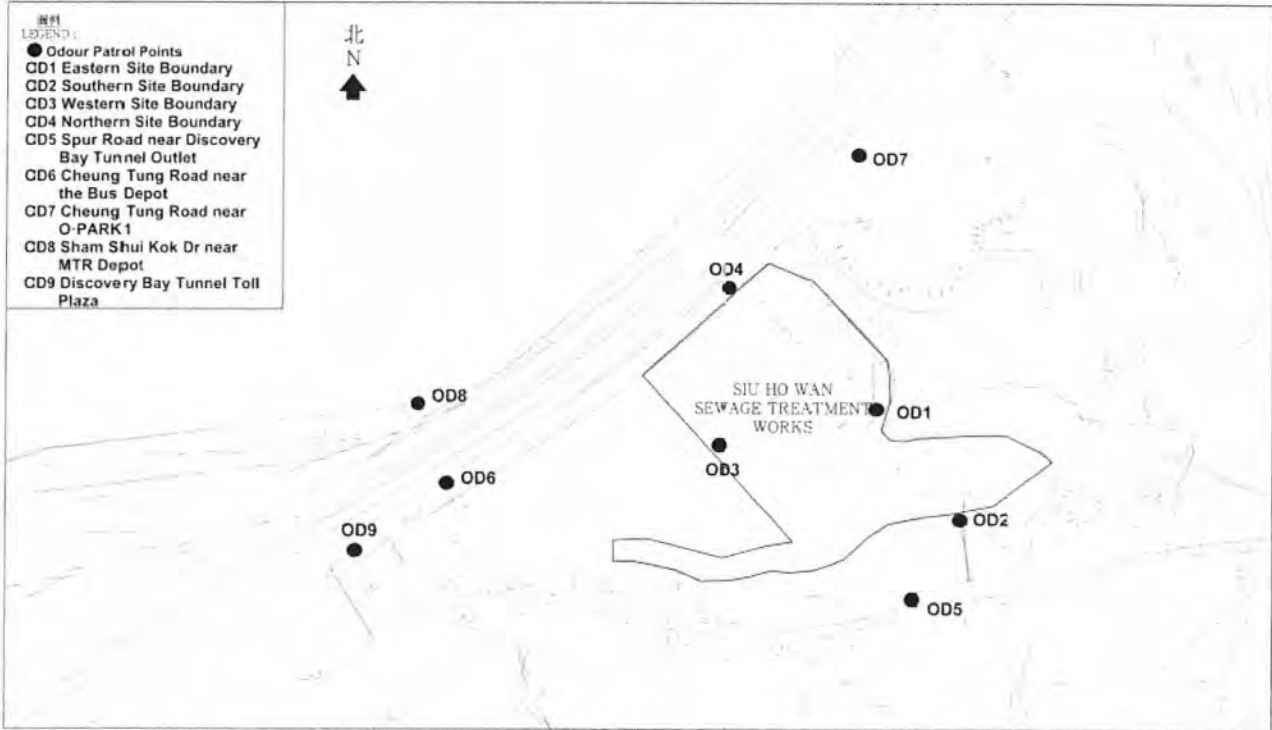 圖例
LEGEND :
Odour Patrol Points
OD1 Eastern Site Boundary
OD2 Southern Site Boundary
OD3 Western Site Boundary
OD4 Northern Site Boundary
OD5 Spur Road near Discovery
Bay Tunnel Outlet
OD6 Cheung Tung Road near
the Bus Depot
OD7 Cheung Tung Road near
O-PARK1
OD8 Sham Shui Kok Dr near
MTR Depot
OD9 Discovery Bay Tunnel Toll
Plaza
北
N
OD7
OD4
SIU HO WAN
SEWAGE TREATMENT
WORKS
OD8
OD1
OD3
OD6
OD2
OD9
OD5